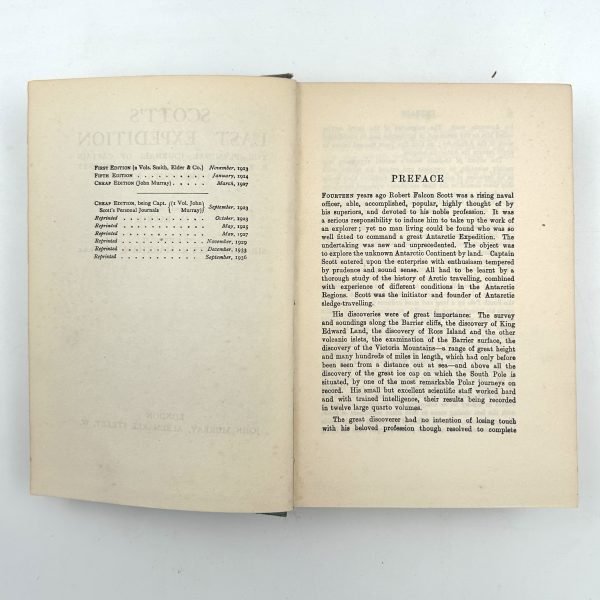 FIRST EDITION (2 Vols. Smith, Elder & Co.) November, 1913
FIFTH EDITION . . . . . . . . . . January, 1914
CHEAP EDITION (John Murray) . . . . . March, 1927
CHEAP EDITION, being Capt. Scott's Personal Journals {(1 Vol. John Murray)} September, 1923
Reprinted . . . . . . . . . . October, 1923
Reprinted . . . . . . . . . . May, 1925
Reprinted . . . . . . . . . . May, 1927
Reprinted . . . . . . . . . . November, 1929
Reprinted . . . . . . . . . . December,
Reprinted . . . . . . . . . . September, 1936
PREFACE
FOURTEEN years ago Robert Falcon Scott was a rising naval
officer, able, accomplished, popular, highly thought of by
his superiors, and devoted to his noble profession. It was
a serious responsibility to induce him to take up the work of
an explorer; yet no man living could be found who was so
well fitted to command a great Antarctic Expedition. The
undertaking was new and unprecedented. The object was
to explore the unknown Antarctic Continent by land. Captain
Scott entered upon the enterprise with enthusiasm tempered
by prudence and sound sense. All had to be learnt by a
thorough study of the history of Arctic travelling, combined
with experience of different conditions in the Antarctic
Regions. Scott was the initiator and founder of Antarctic
sledge-travelling.
His discoveries were of great importance. The survey
and soundings along the Barrier cliffs, the discovery of King
Edward Land, the discovery of Ross Island and the other
volcanic islets, the examination of the Barrier surface, the
discovery of the Victoria Mountains—a range of great height
and many hundreds of miles in length, which had only before
been seen from a distance out at sea—and above all the
discovery of the great ice cap on which the South Pole is
situated, by one of the most remarkable Polar journeys on
record. His small but excellent scientific staff worked hard
and with trained intelligence, their results being recorded
in twelve large quarto volumes.
The great discoverer had no intention of losing touch
with his beloved profession though resolved to complete